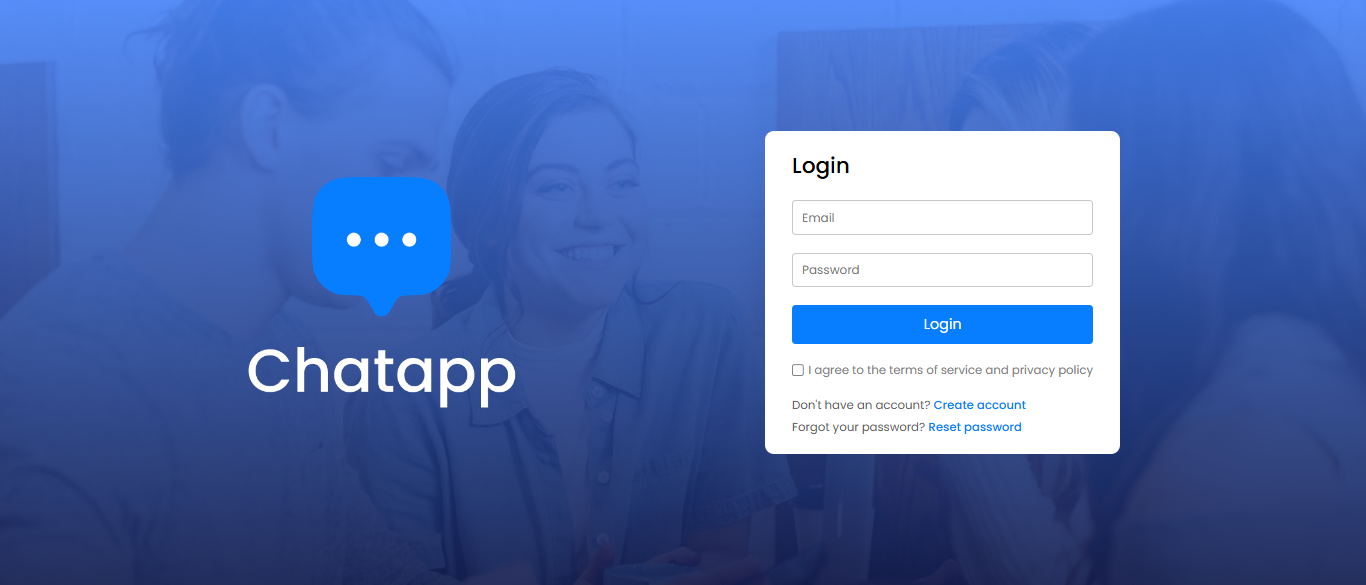 Chatapp
Login
Email
Password
Login
I agree to the terms of service and privacy policy
Don't have an account? Create account
Forgot your password? Reset password